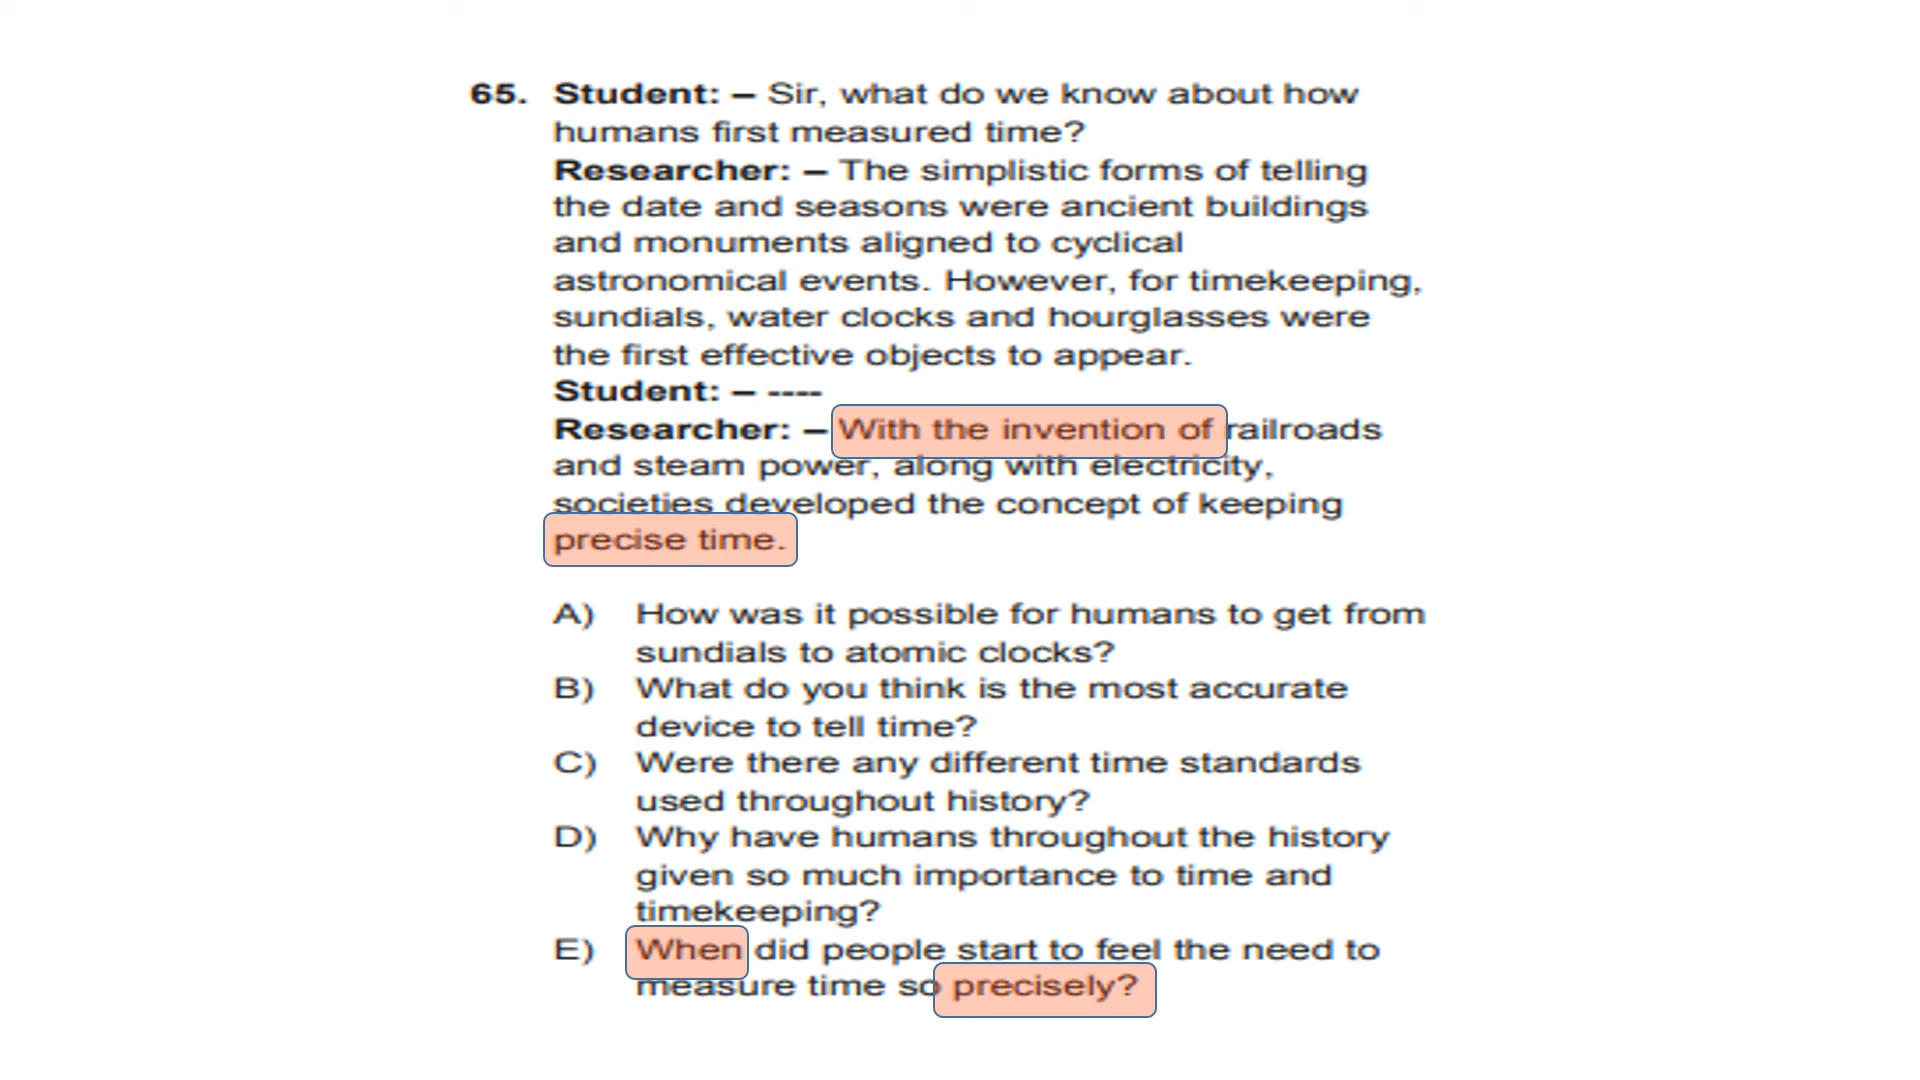 65. Student: – Sir, what do we know about how
humans first measured time?
Researcher: – The simplistic forms of telling
the date and seasons were ancient buildings
and monuments aligned to cyclical
astronomical events. However, for timekeeping,
sundials, water clocks and hourglasses were
the first effective objects to appear.
Student: – ----
Researcher: – With the invention of railroads
and steam power, along with electricity,
societies developed the concept of keeping
precise time.
A) How was it possible for humans to get from
sundials to atomic clocks?
B) What do you think is the most accurate
device to tell time?
C) Were there any different time standards
used throughout history?
D) Why have humans throughout the history
given so much importance to time and
timekeeping?
E) When did people start to feel the need to
measure time so precisely?